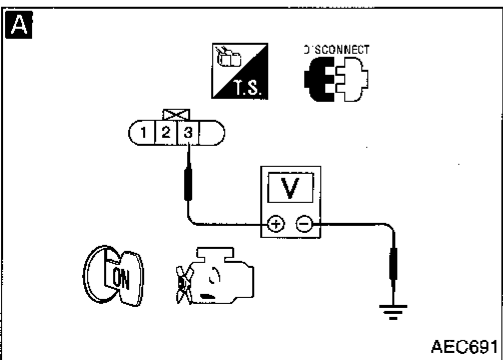 A
DISCONNECT
T.S.
1 2 3
V
+ −
ON
AEC691